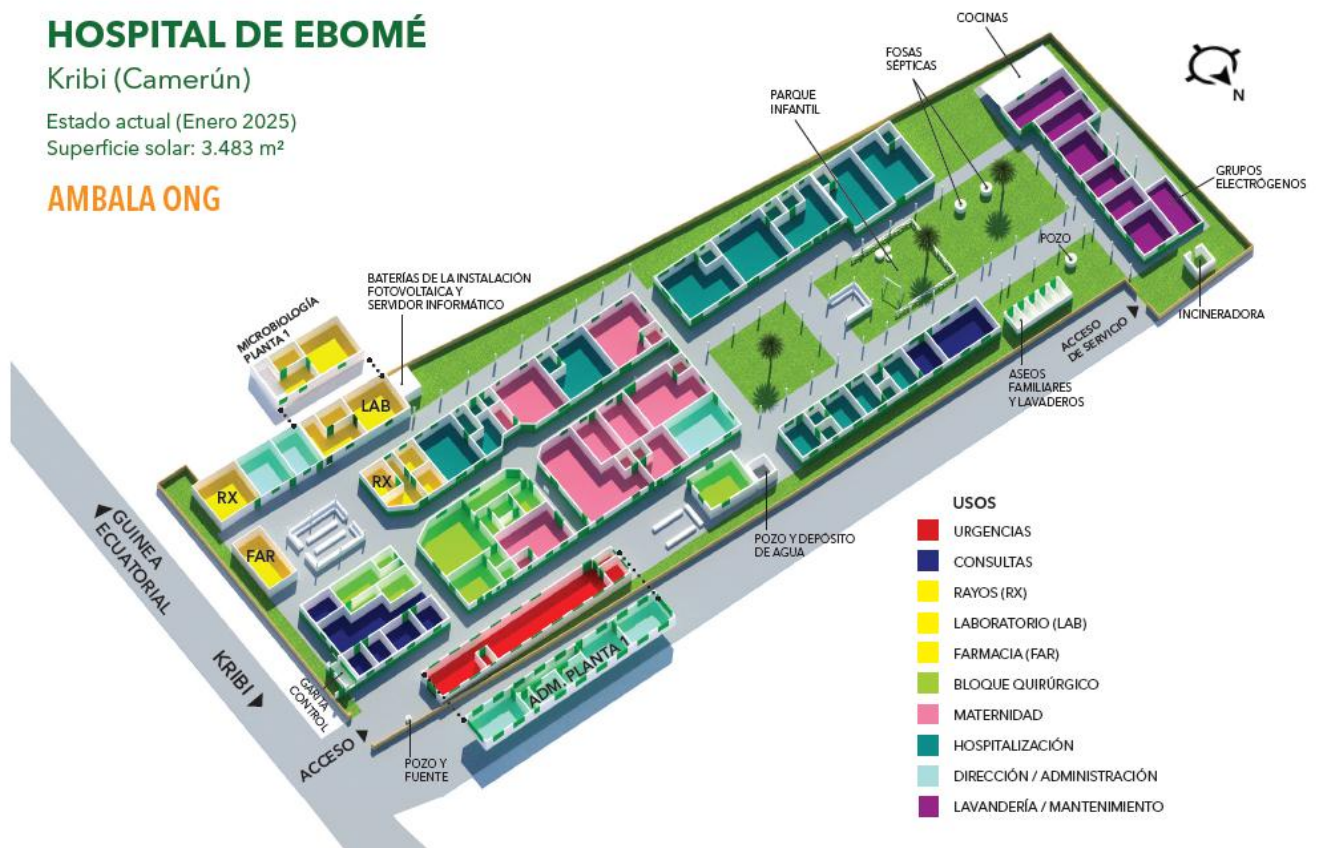 HOSPITAL DE EBOMÉ
Kribi (Camerún)
Estado actual (Enero 2025)
Superficie solar: 3.483 m²
AMBALA ONG
COCINAS
FOSAS
SÉPTICAS
PARQUE
INFANTIL
N
GRUPOS
ELECTRÓGENOS
POZO
INCINERADORA
ACCESO
DE SERVICIO
ASEOS
FAMILIARES
Y LAVADEROS
BATERÍAS DE LA INSTALACIÓN
FOTOVOLTAICA Y
SERVIDOR INFORMÁTICO
MICROBIOLOGÍA
PLANTA 1
LAB
RX
RX
FAR
POZO Y DEPÓSITO
DE AGUA
GUINEA
ECUATORIAL
KRIBI
GARITA
CONTROL
ACCESO
POZO Y
FUENTE
ADM. PLANTA 1
USOS
URGENCIAS
CONSULTAS
RAYOS (RX)
LABORATORIO (LAB)
FARMACIA (FAR)
BLOQUE QUIRÚRGICO
MATERNIDAD
HOSPITALIZACIÓN
DIRECCIÓN / ADMINISTRACIÓN
LAVANDERÍA / MANTENIMIENTO